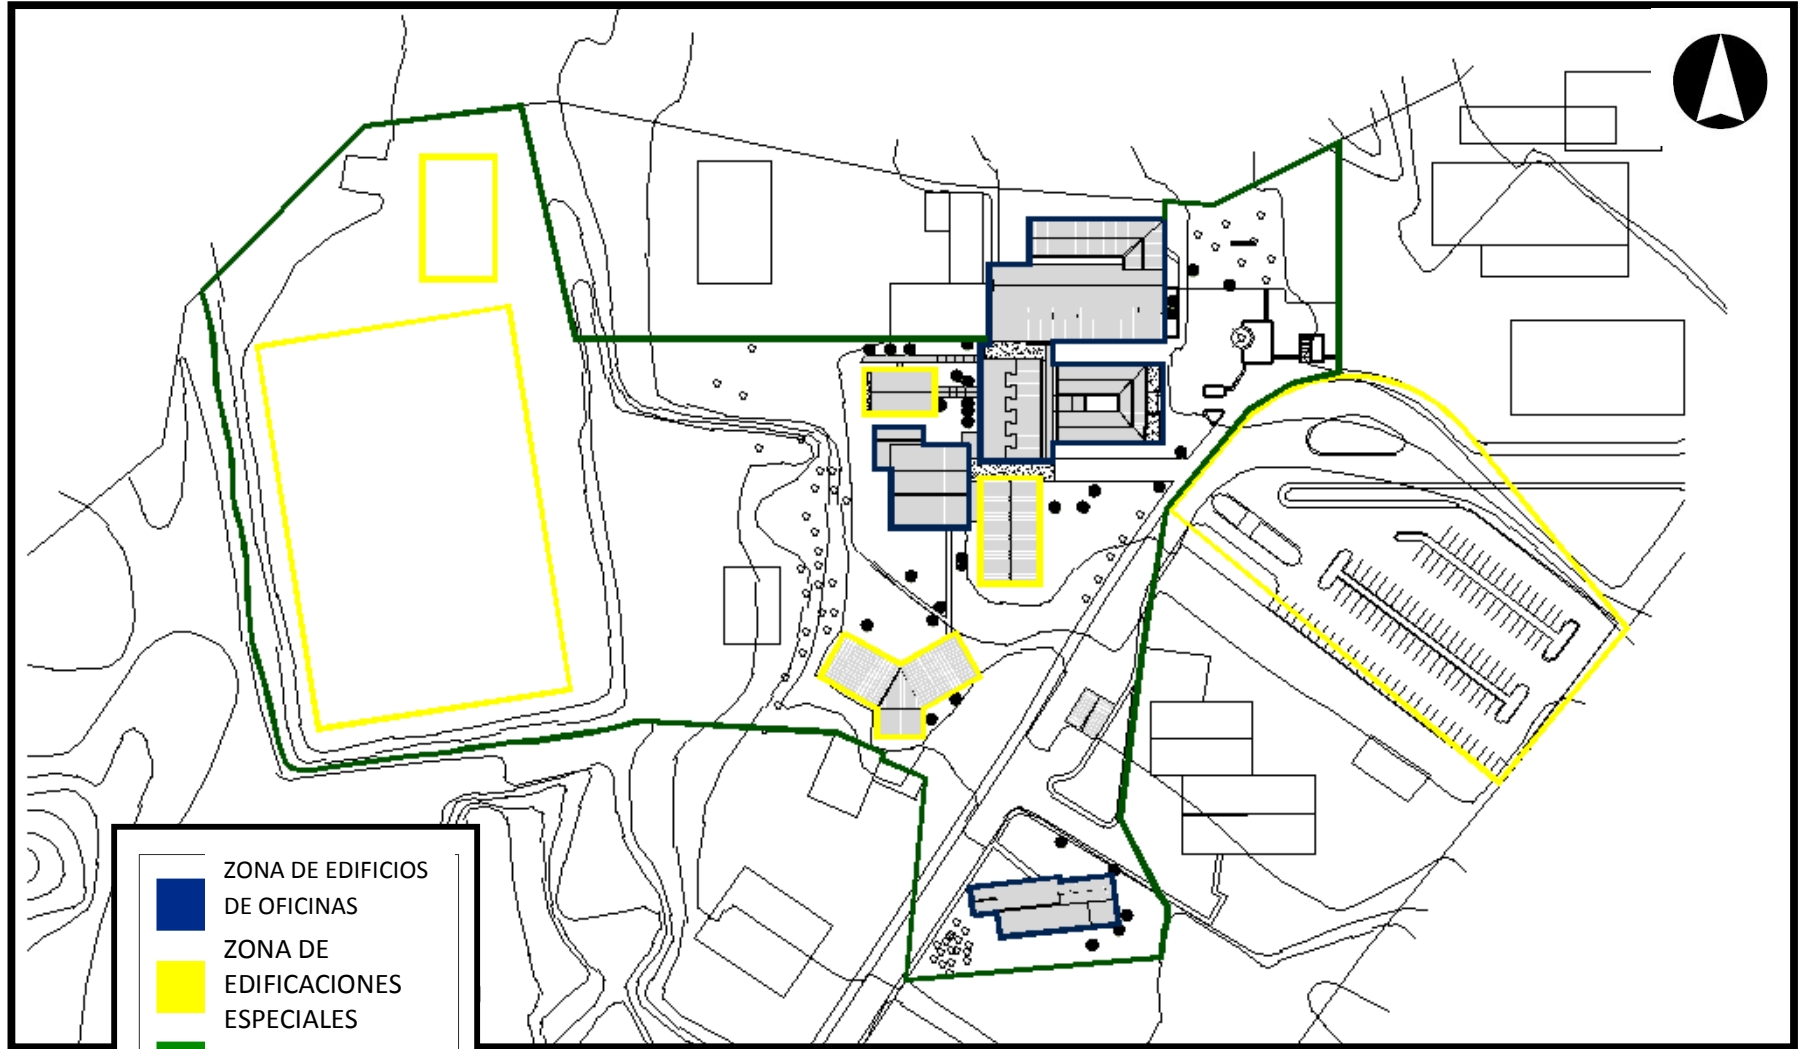 ZONA DE EDIFICIOS
DE OFICINAS
ZONA DE
EDIFICACIONES
ESPECIALES